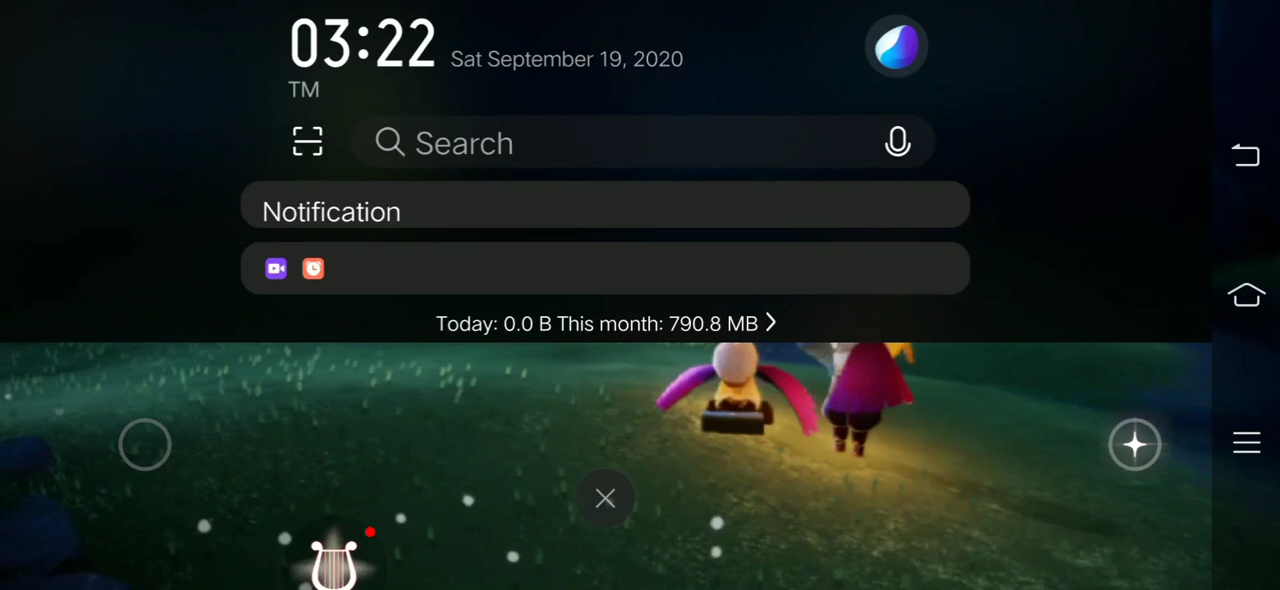 03:22 Sat September 19, 2020
TM
Search
Notification
Today: 0.0 B This month: 790.8 MB